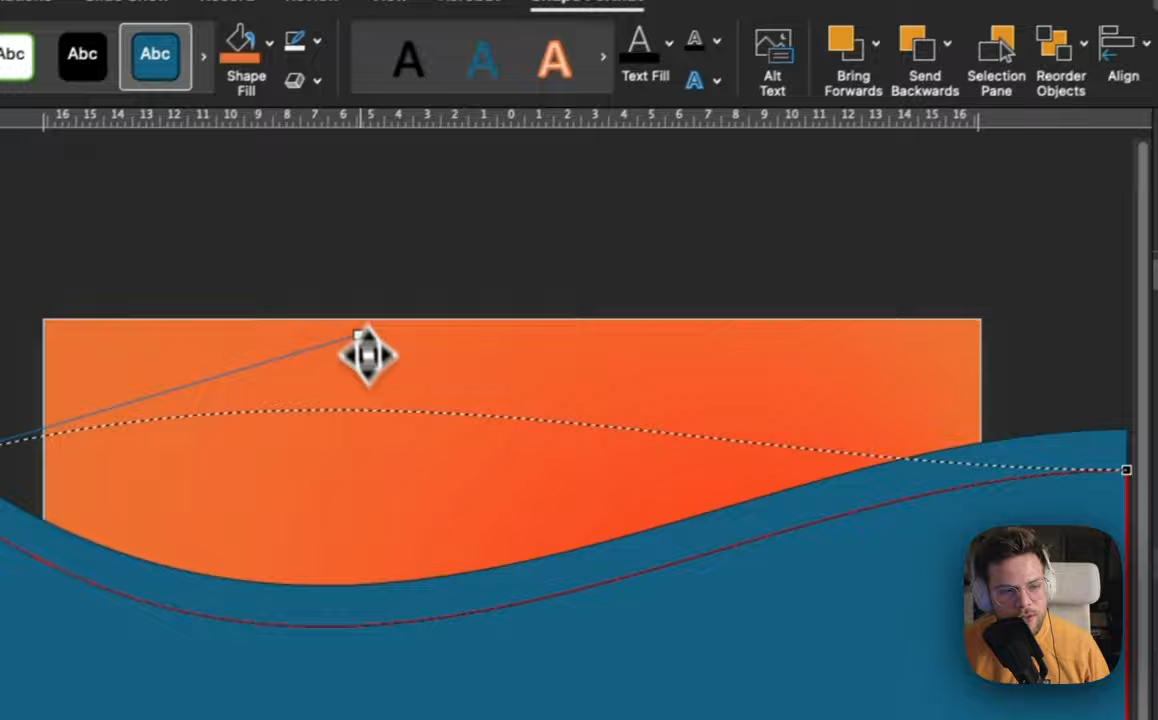 Abc
Abc
Abc
Shape
Fill
A
A
A
A
Text Fill
A
A
Alt
Text
Bring
Forwards
Send
Backwards
Selection
Pane
Reorder
Objects
Align
16 15 14 13 12 11 10 9 8 7 6 5 4 3 2 1 0 1 2 3 4 5 6 7 8 9 10 11 12 13 14 15 16